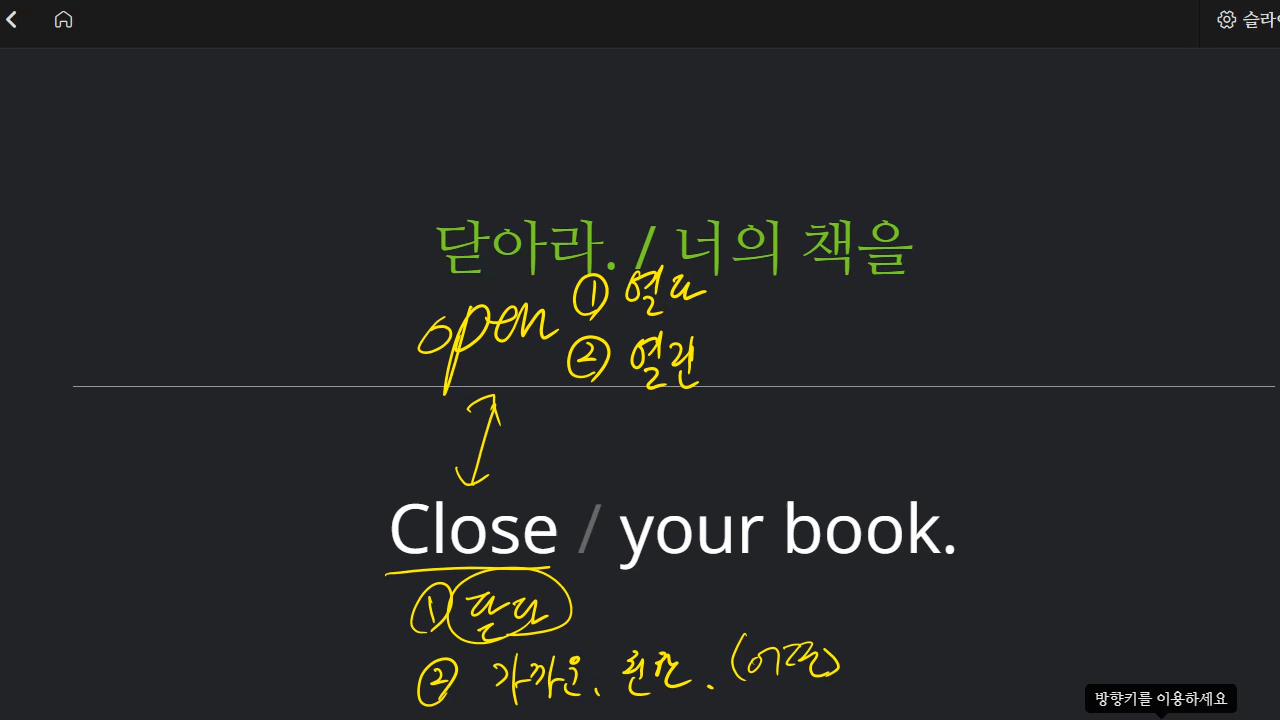 슬라이
닫아라. / 너의 책을
open ① 열다
② 열린
Close / your book.
① 닫다
② 가까운, 친한.
방향키를 이용하세요